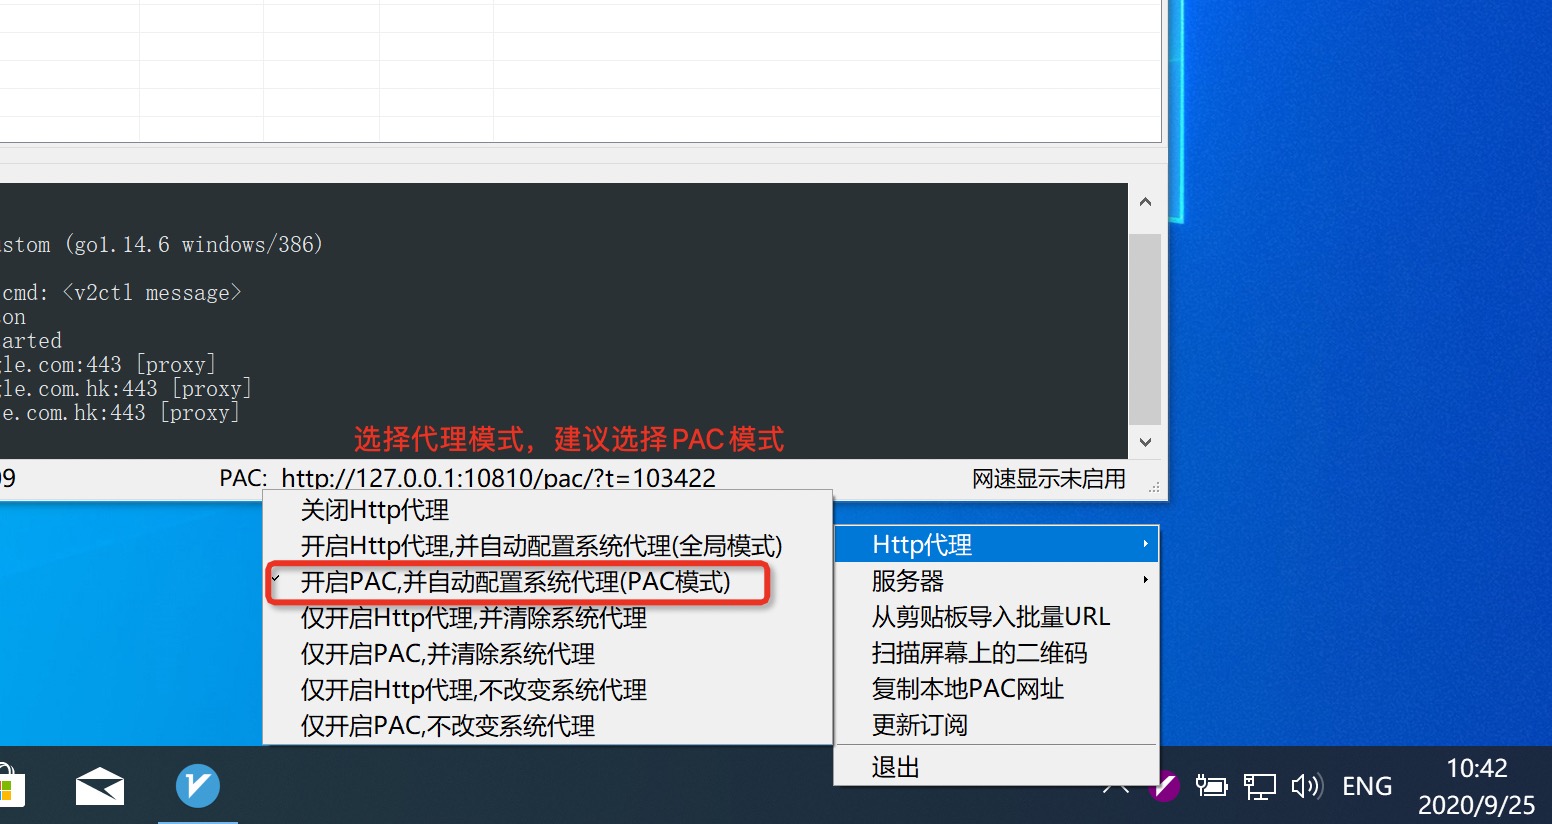 (go1.14.6 windows/386)
cmd: <v2ctl message>
.com:443 [proxy]
.com.hk:443 [proxy]
.com.hk:443 [proxy]
选择代理模式，建议选择PAC模式
PAC: http://127.0.0.1:10810/pac/?t=103422 网速显示未启用
关闭Http代理
开启Http代理,并自动配置系统代理(全局模式)
开启PAC,并自动配置系统代理(PAC模式)
仅开启Http代理,并清除系统代理
仅开启PAC,并清除系统代理
仅开启Http代理,不改变系统代理
仅开启PAC,不改变系统代理
Http代理
服务器
从剪贴板导入批量URL
扫描屏幕上的二维码
复制本地PAC网址
更新订阅
退出
ENG
10:42
2020/9/25